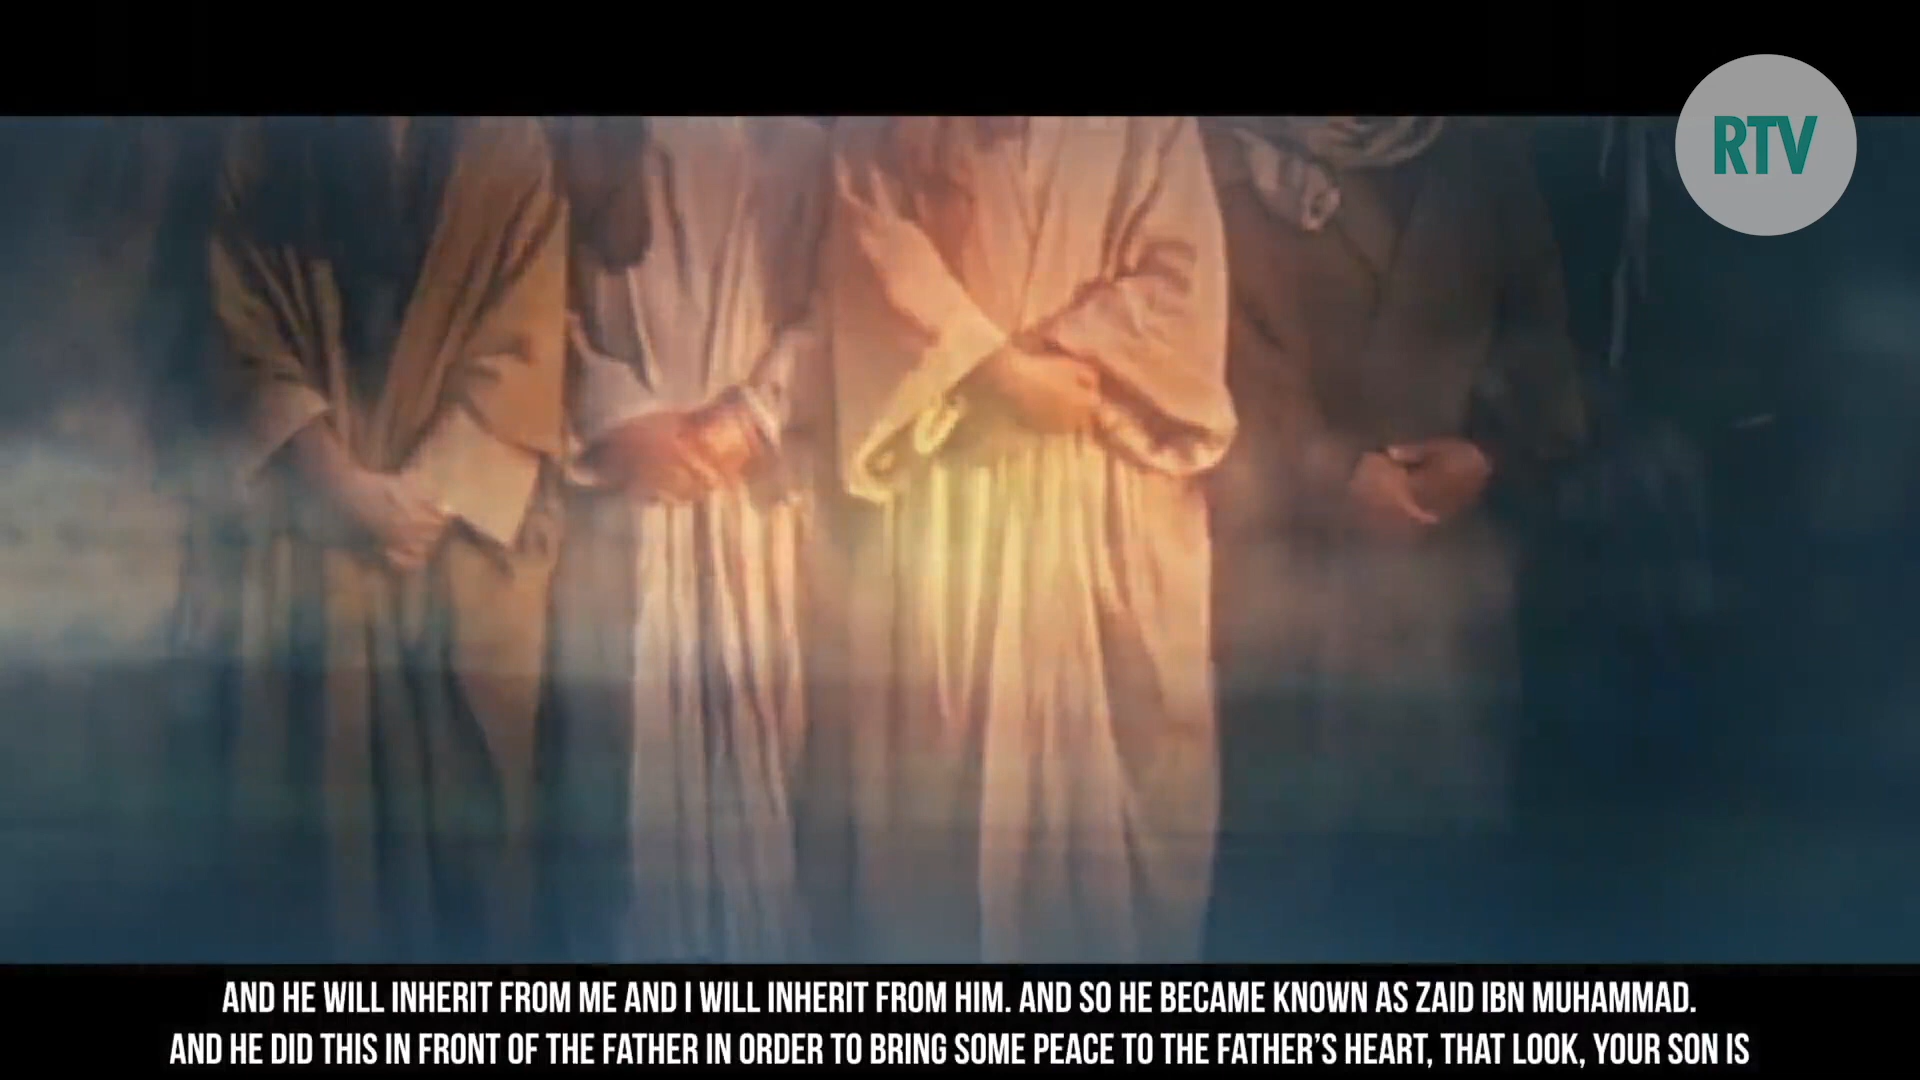 RTV
AND HE WILL INHERIT FROM ME AND I WILL INHERIT FROM HIM. AND SO HE BECAME KNOWN AS ZAID IBN MUHAMMAD.
AND HE DID THIS IN FRONT OF THE FATHER IN ORDER TO BRING SOME PEACE TO THE FATHER'S HEART, THAT LOOK, YOUR SON IS